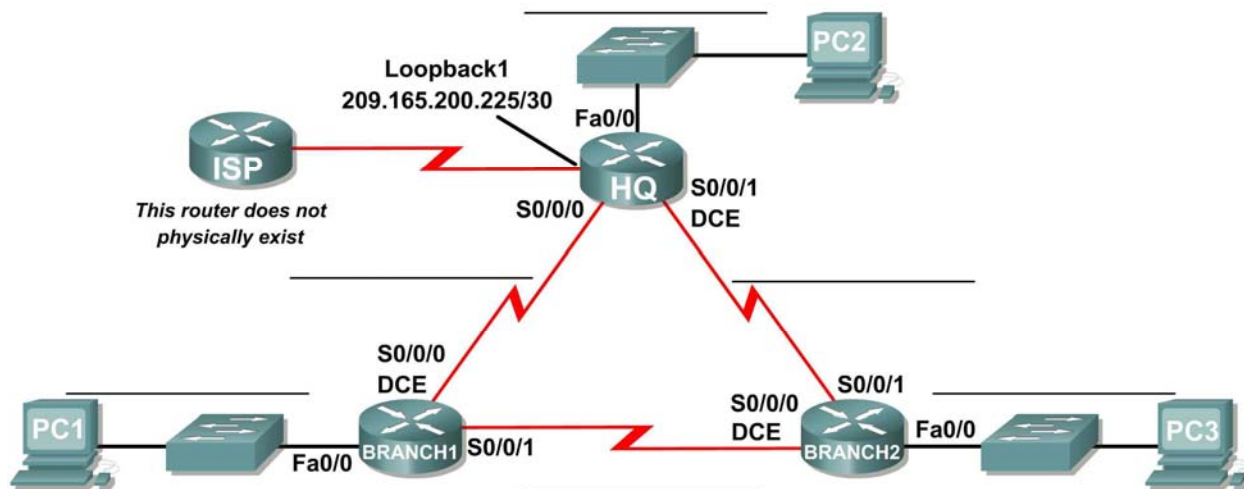 PC2
Loopback1
209.165.200.225/30
Fa0/0
ISP
HQ
This router does not
physically exist
S0/0/0
S0/0/1
DCE
S0/0/0
DCE
S0/0/1
PC1
Fa0/0
BRANCH1
S0/0/1
S0/0/0
DCE
BRANCH2
Fa0/0
PC3